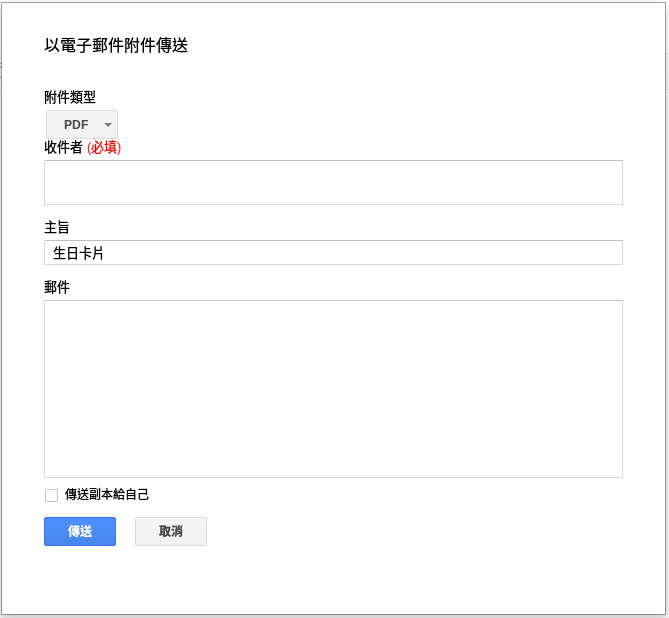 以電子郵件附件傳送
附件類型
PDF
收件者 (必填)
主旨
生日卡片
郵件
傳送副本給自己
傳送 取消